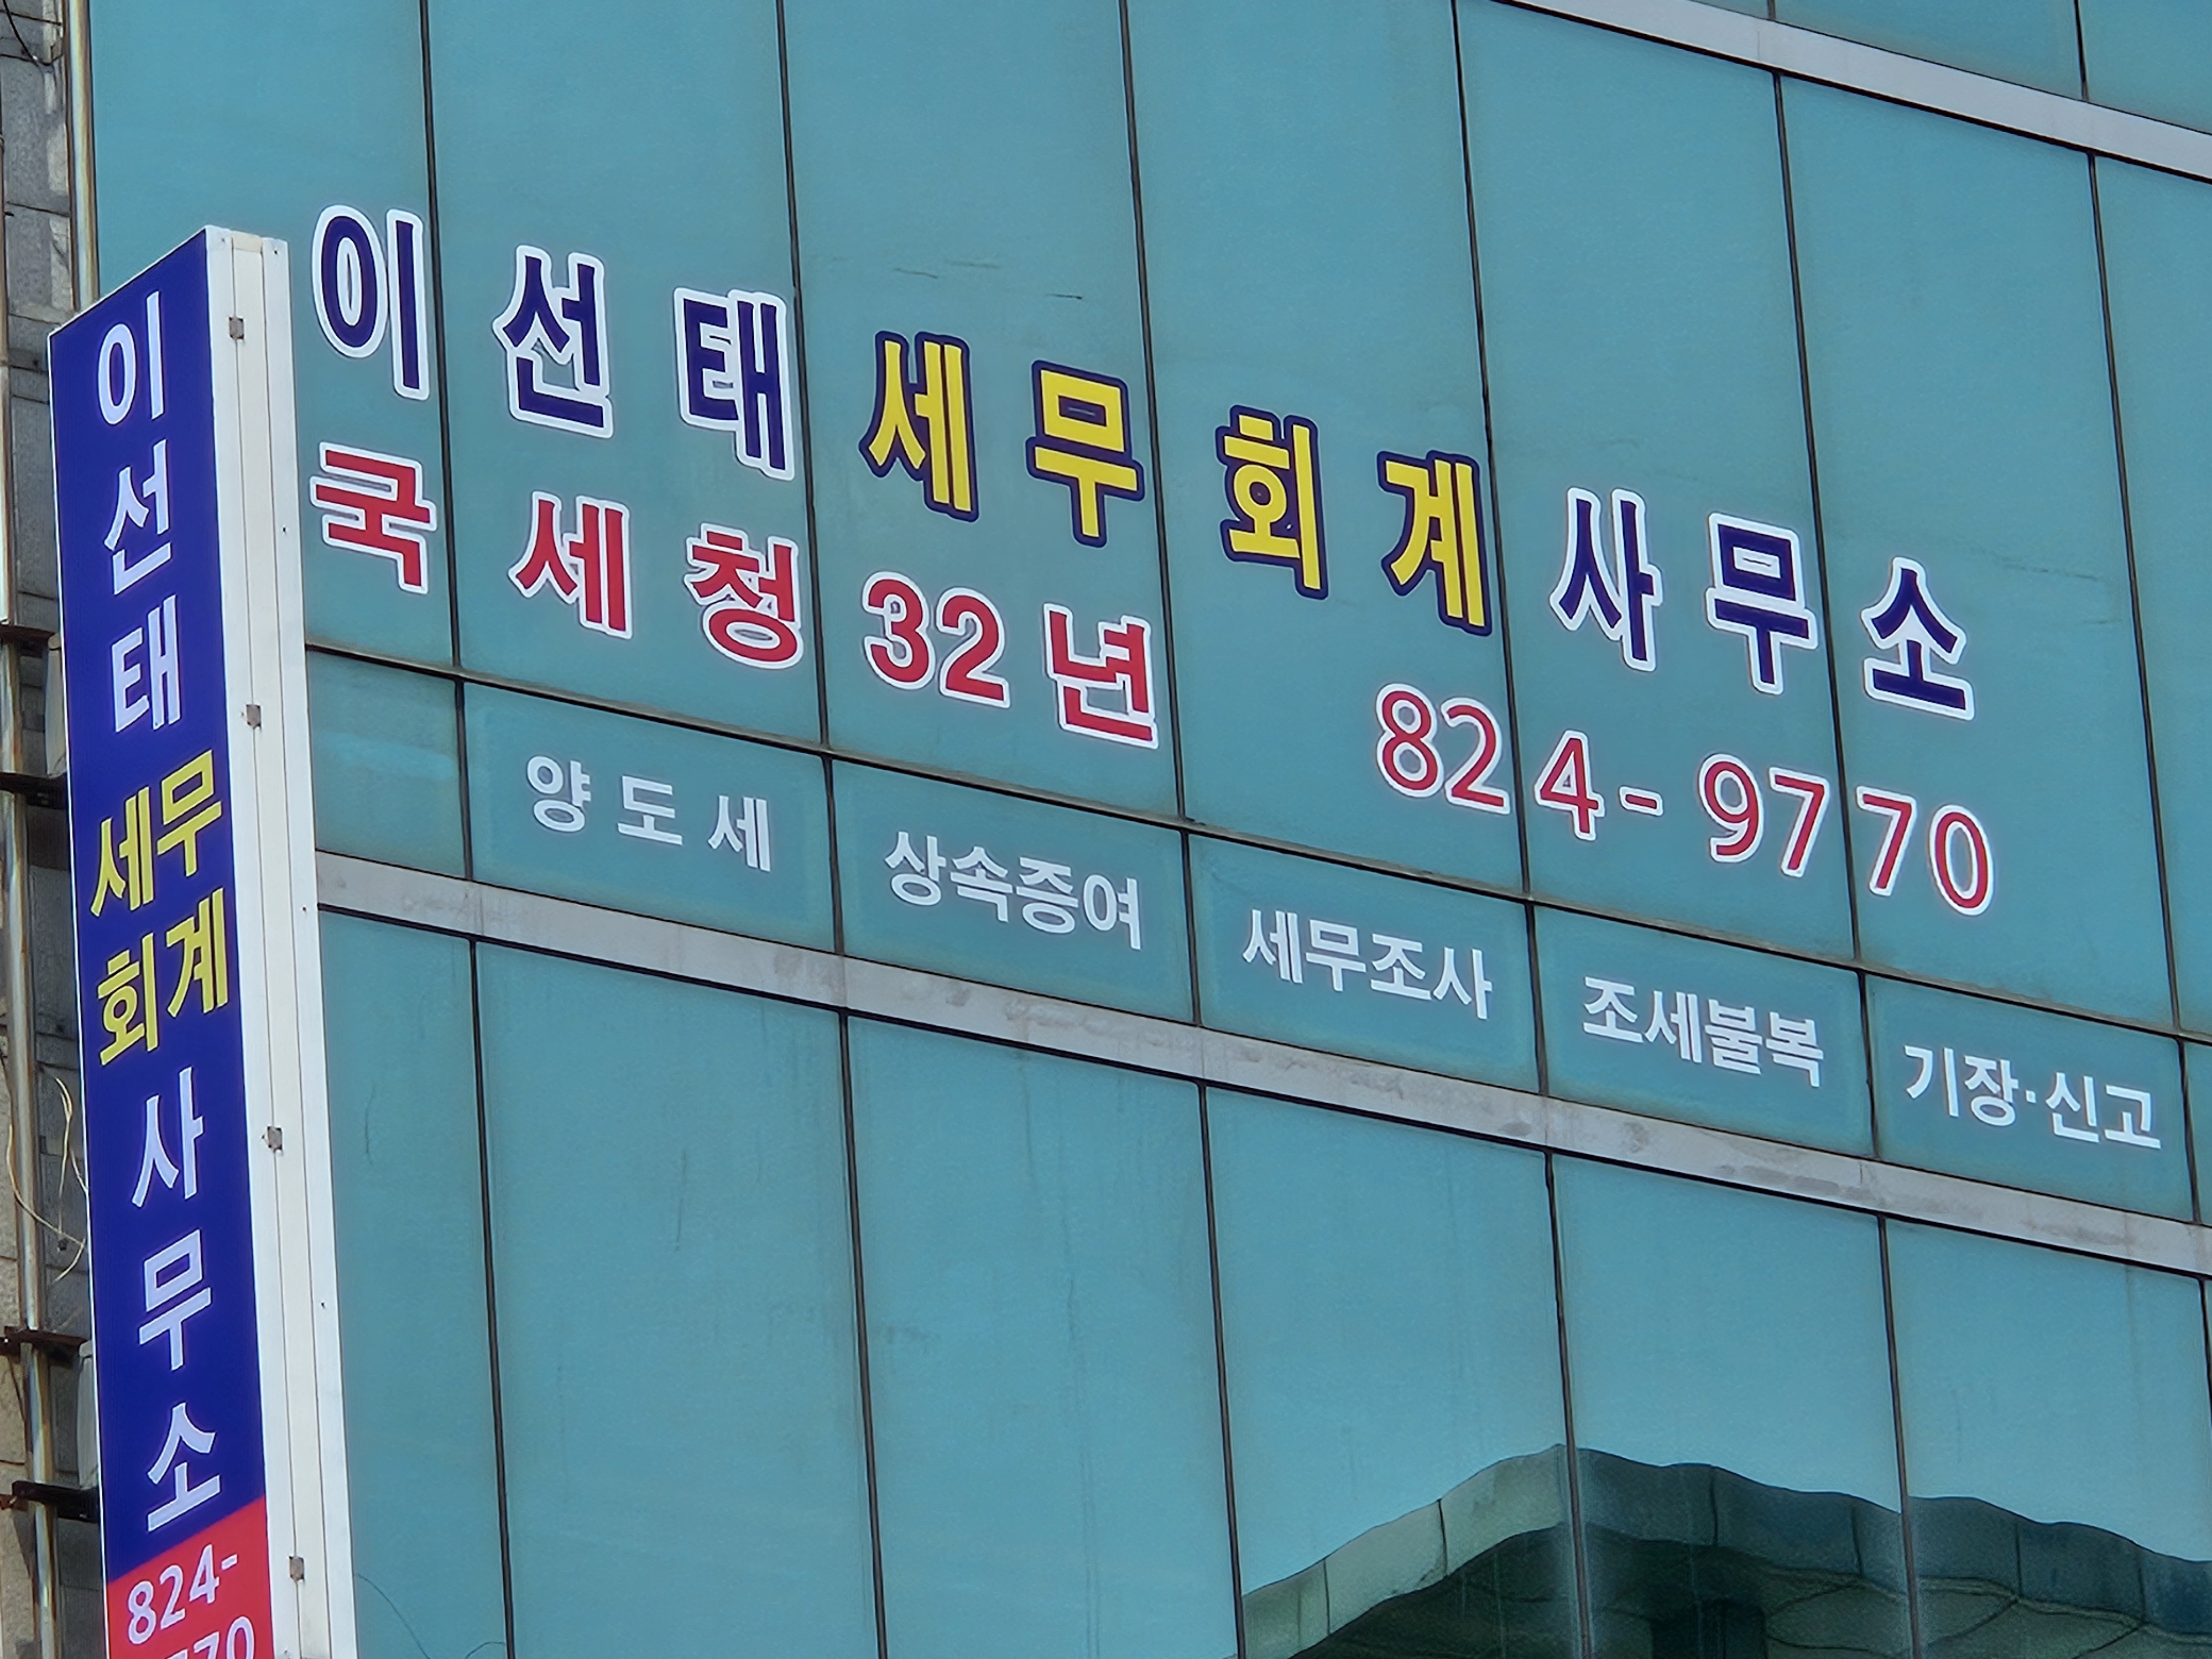 이선태세무회계사무소
국세청 32년 824-9770
양도세 상속증여 세무조사 조세불복 기장·신고
이선태
세무
회계
사무소
824-